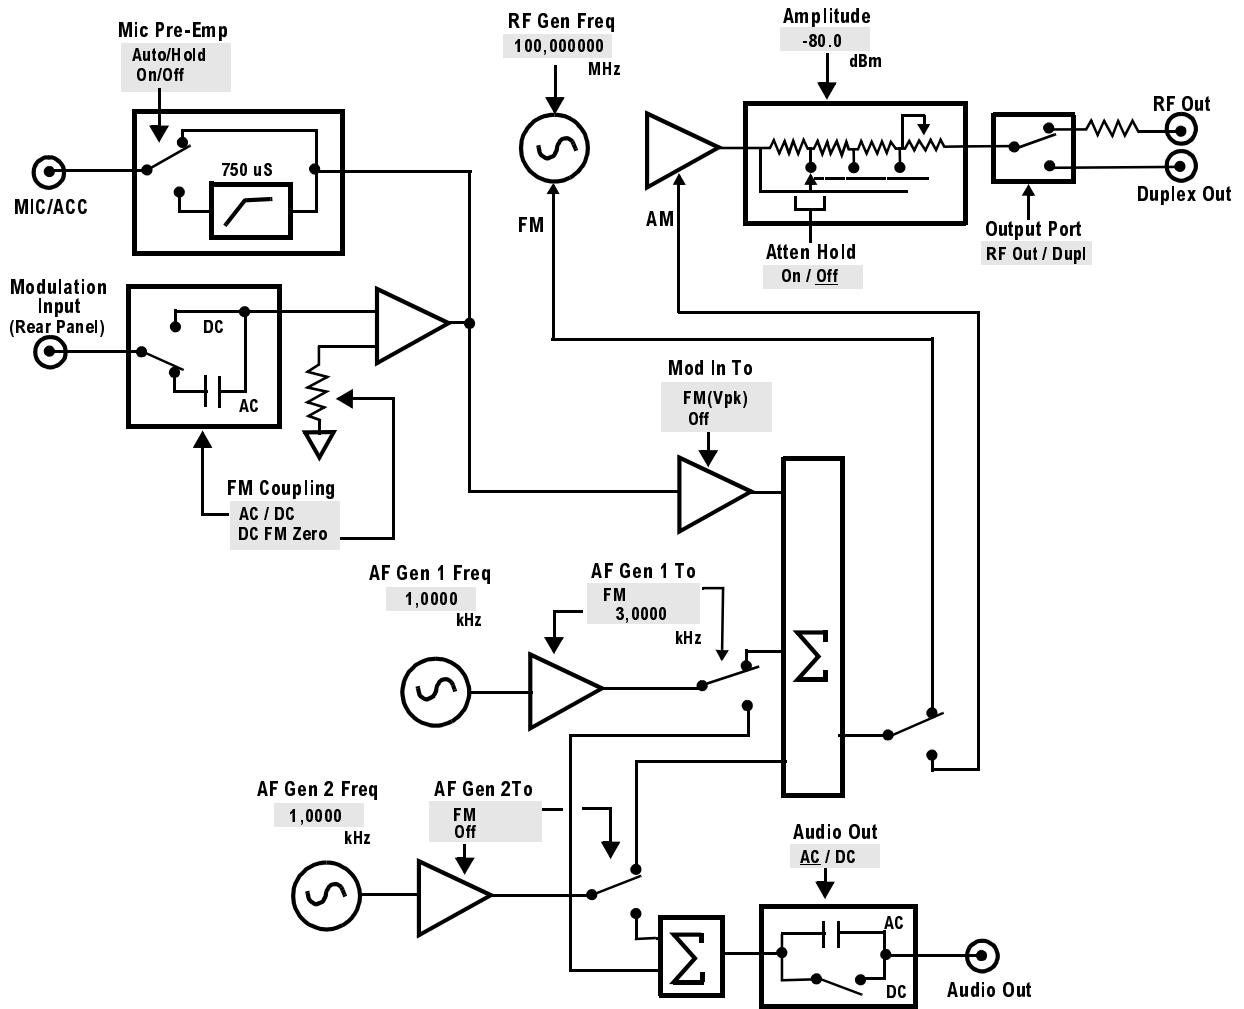 Mic Pre-Emp
Auto/Hold
On/Off
RF Gen Freq
100,000000
MHz
Amplitude
-80.0
dBm
RF Out
MIC/ACC
750 uS
FM
AM
Duplex Out
Output Port
RF Out / Dupl
Atten Hold
On / Off
Modulation
Input
(Rear Panel)
DC
AC
FM Coupling
AC / DC
DC FM Zero
Mod In To
FM(Vpk)
Off
AF Gen 1 Freq
1,0000
kHz
AF Gen 1 To
FM
3,0000
kHz
Σ
AF Gen 2 Freq
1,0000
kHz
AF Gen 2To
FM
Off
Audio Out
AC / DC
Σ
AC
DC
Audio Out